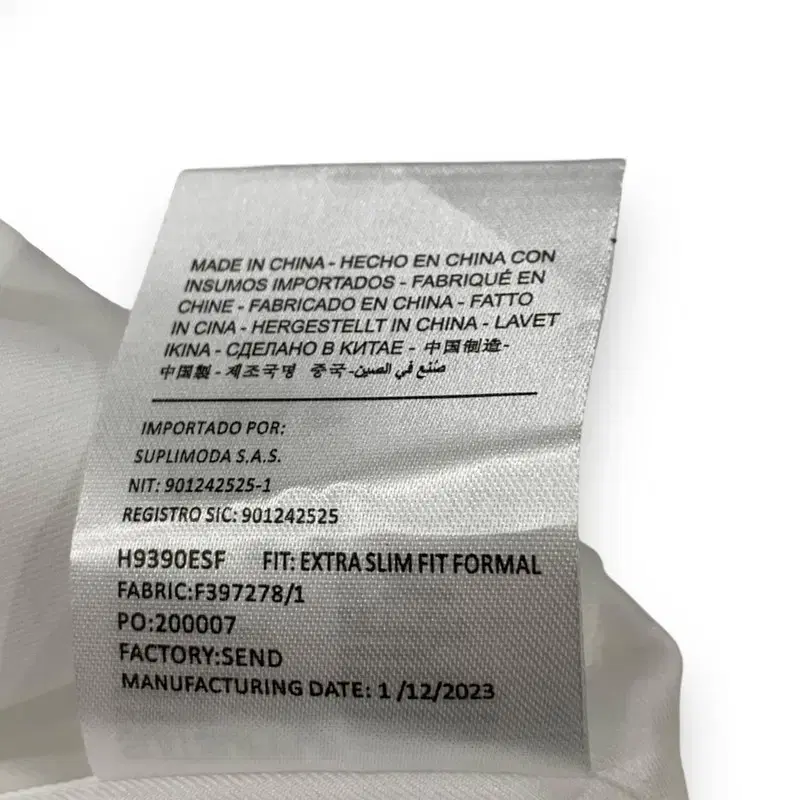 MADE IN CHINA - HECHO EN CHINA CON
INSUMOS IMPORTADOS - FABRIQUÉ EN
CHINE - FABRICADO EN CHINA - FATTO
IN CINA - HERGESTELLT IN CHINA - LAVET
IKINA - СДЕЛАНО В КИТАЕ - 中国制造-
中国製 - 제조국명 중국-صُنع في الصين
IMPORTADO POR:
SUPLIMODA S.A.S.
NIT: 901242525-1
REGISTRO SIC: 901242525
H9390ESF FIT: EXTRA SLIM FIT FORMAL
FABRIC:F397278/1
PO:200007
FACTORY:SEND
MANUFACTURING DATE: 1 /12/2023